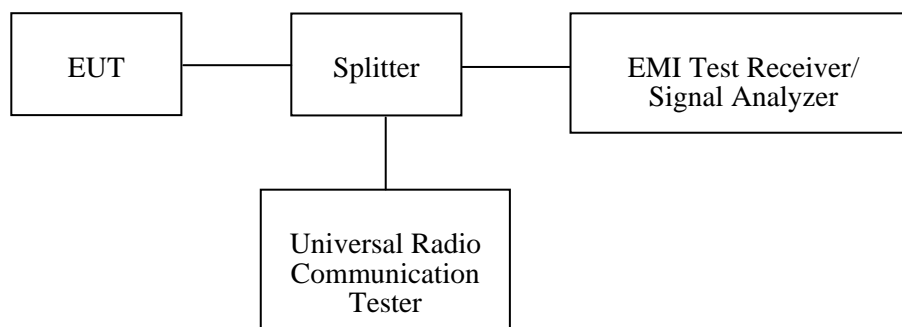 EUT
Splitter
EMI Test Receiver/
Signal Analyzer
Universal Radio
Communication
Tester